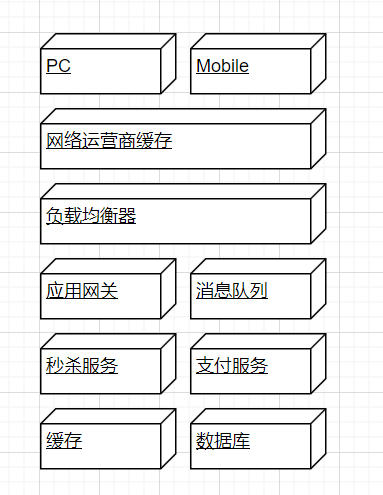 PC
Mobile
网络运营商缓存
负载均衡器
应用网关
消息队列
秒杀服务
支付服务
缓存
数据库